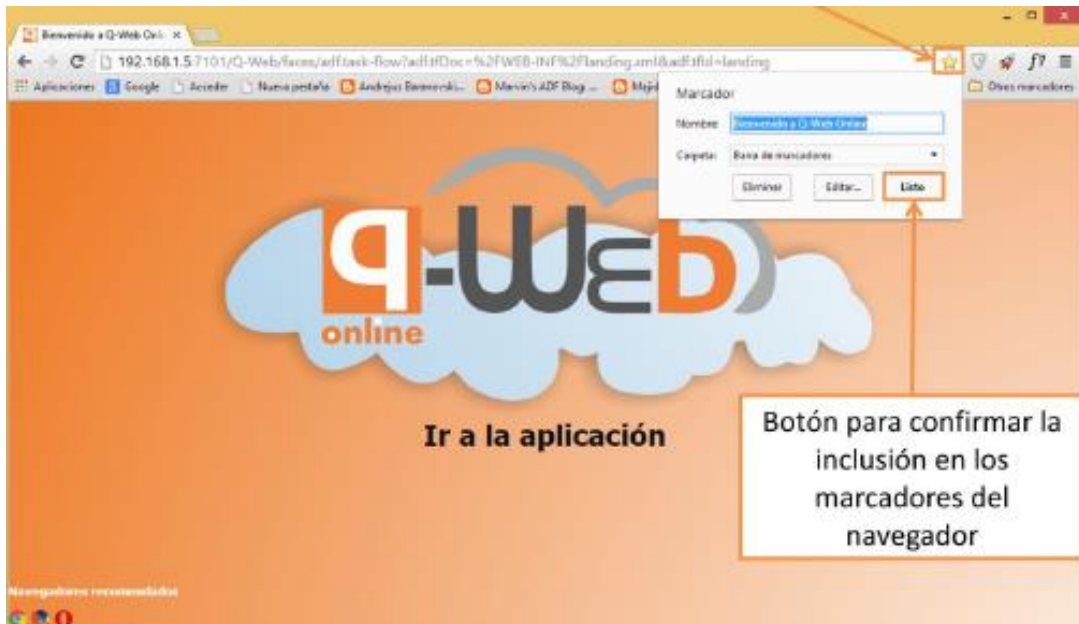 Bienvenido a Q-Web Onli
192.168.1.5:7101/Q-Web/faces/adf.task-flow?adf.tfDoc=%2FWEB-INF%2Flanding.xml&adf.tfId=landing
Aplicaciones Google Acceder Nueva pestaña Andrejus Baranovski... Marvin's ADF Blog ... Otros marcadores
Marcador
Nombre Bienvenido a Q-Web Online
Carpeta: Barra de marcadores
Eliminar Editar... Listo
q-Web
online
Ir a la aplicación
Botón para confirmar la
inclusión en los
marcadores del
navegador
Navegadores recomendados